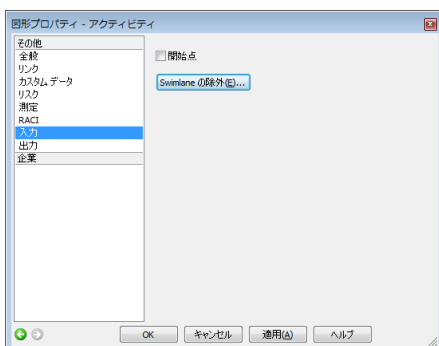 図形プロパティ - アクティビティ
その他
全般
リンク
カスタム データ
リスク
測定
RACI
入力
出力
企業
開始点
Swimlane の除外(E)...
OK
キャンセル
適用(A)
ヘルプ